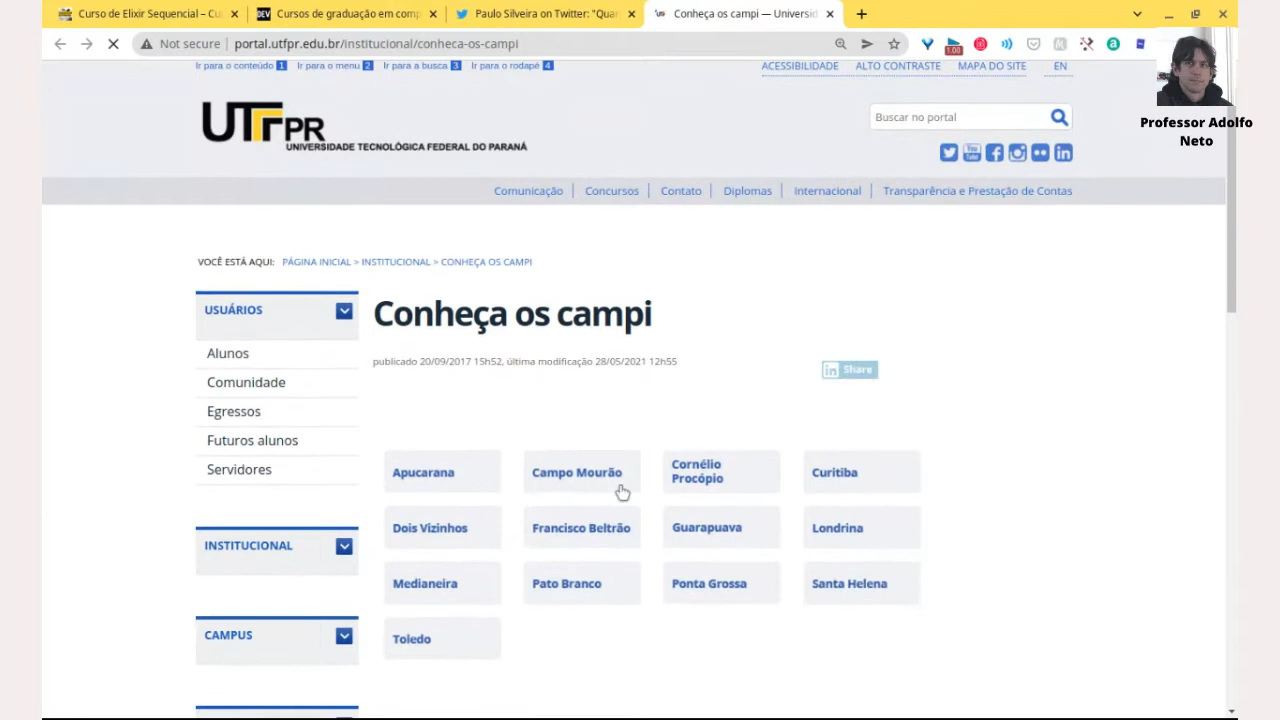 Curso de Elixir Sequencial – Cu
Cursos de graduação em comp
Paulo Silveira on Twitter: "Qua
Conheça os campi — Universid
Not secure
portal.utfpr.edu.br/institucional/conheca-os-campi
1.00
Professor Adolfo
Neto
Ir para o conteúdo 1
Ir para o menu 2
Ir para a busca 3
Ir para o rodapé 4
ACESSIBILIDADE
ALTO CONTRASTE
MAPA DO SITE
EN
UTFPR
UNIVERSIDADE TECNOLÓGICA FEDERAL DO PARANÁ
Buscar no portal
Comunicação
Concursos
Contato
Diplomas
Internacional
Transparência e Prestação de Contas
VOCÊ ESTÁ AQUI: PÁGINA INICIAL > INSTITUCIONAL > CONHEÇA OS CAMPI
USUÁRIOS
Alunos
Comunidade
Egressos
Futuros alunos
Servidores
INSTITUCIONAL
CAMPUS
Conheça os campi
publicado 20/09/2017 15h52, última modificação 28/05/2021 12h55
in Share
Apucarana
Campo Mourão
Cornélio
Procópio
Curitiba
Dois Vizinhos
Francisco Beltrão
Guarapuava
Londrina
Medianeira
Pato Branco
Ponta Grossa
Santa Helena
Toledo